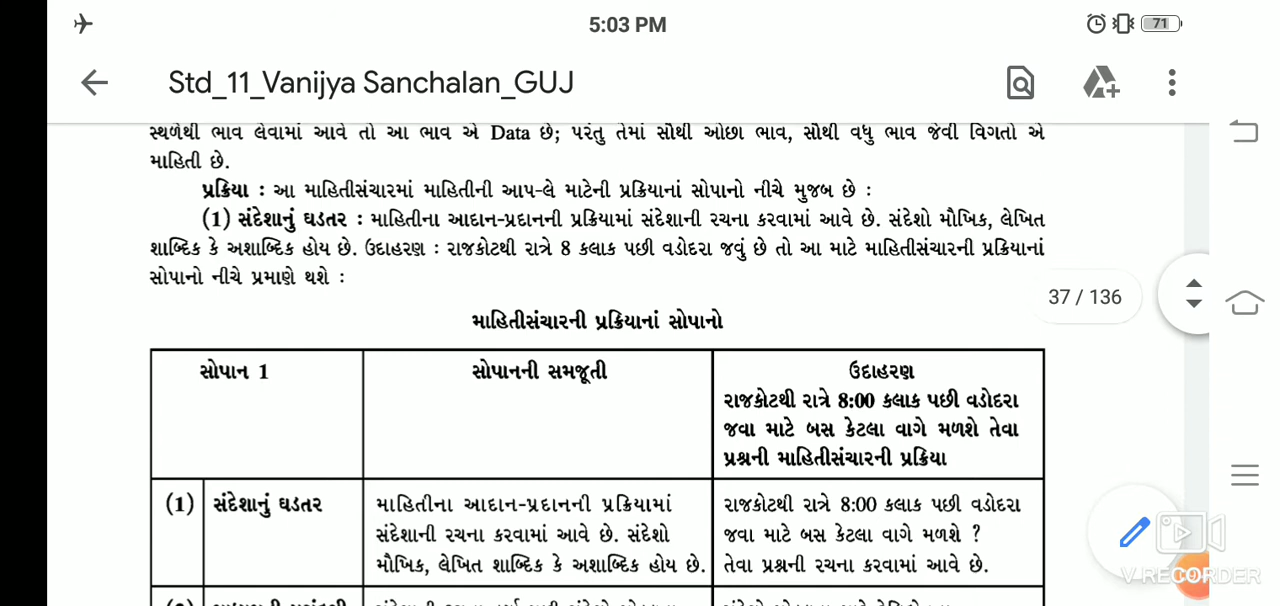 5:03 PM
71
Std_11_Vanijya Sanchalan_GUJ
સ્થળેથી ભાવ લેવામાં આવે તો આ ભાવ એ Data છે; પરંતુ તેમાં સૌથી ઓછા ભાવ, સૌથી વધુ ભાવ જેવી વિગતો એ
માહિતી છે.
પ્રક્રિયા : આ માહિતીસંચારમાં માહિતીની આપ-લે માટેની પ્રક્રિયાનાં સોપાનો નીચે મુજબ છે :
(1) સંદેશાનું ઘડતર : માહિતીના આદાન-પ્રદાનની પ્રક્રિયામાં સંદેશાની રચના કરવામાં આવે છે. સંદેશો મૌખિક, લેખિત
શાબ્દિક કે અશાબ્દિક હોય છે. ઉદાહરણ : રાજકોટથી રાત્રે 8 કલાક પછી વડોદરા જવું છે તો આ માટે માહિતીસંચારની પ્રક્રિયાનાં
સોપાનો નીચે પ્રમાણે થશે :
37 / 136
માહિતીસંચારની પ્રક્રિયાનાં સોપાનો
સોપાન 1
સોપાનની સમજૂતી
ઉદાહરણ
રાજકોટથી રાત્રે 8:00 કલાક પછી વડોદરા
જવા માટે બસ કેટલા વાગે મળશે તેવા
પ્રશ્નની માહિતીસંચારની પ્રક્રિયા
(1) સંદેશાનું ઘડતર
માહિતીના આદાન-પ્રદાનની પ્રક્રિયામાં
સંદેશાની રચના કરવામાં આવે છે. સંદેશો
મૌખિક, લેખિત શાબ્દિક કે અશાબ્દિક હોય છે.
રાજકોટથી રાત્રે 8:00 કલાક પછી વડોદરા
જવા માટે બસ કેટલા વાગે મળશે ?
તેવા પ્રશ્નની રચના કરવામાં આવે છે.
V.RECORDER